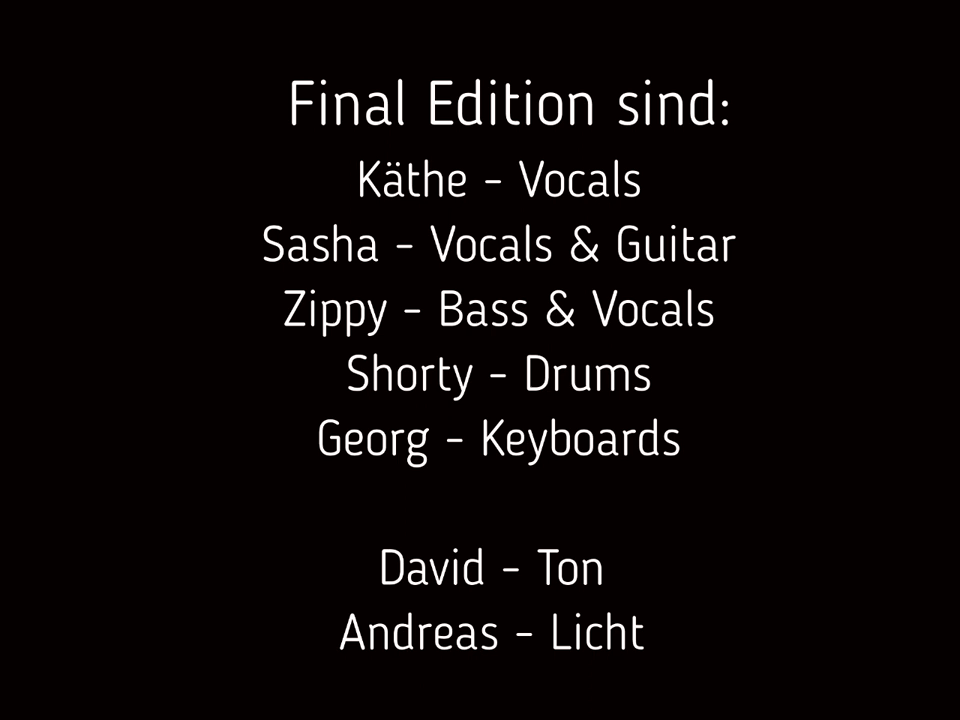 Final Edition sind:
Käthe - Vocals
Sasha - Vocals & Guitar
Zippy - Bass & Vocals
Shorty - Drums
Georg - Keyboards
David - Ton
Andreas - Licht